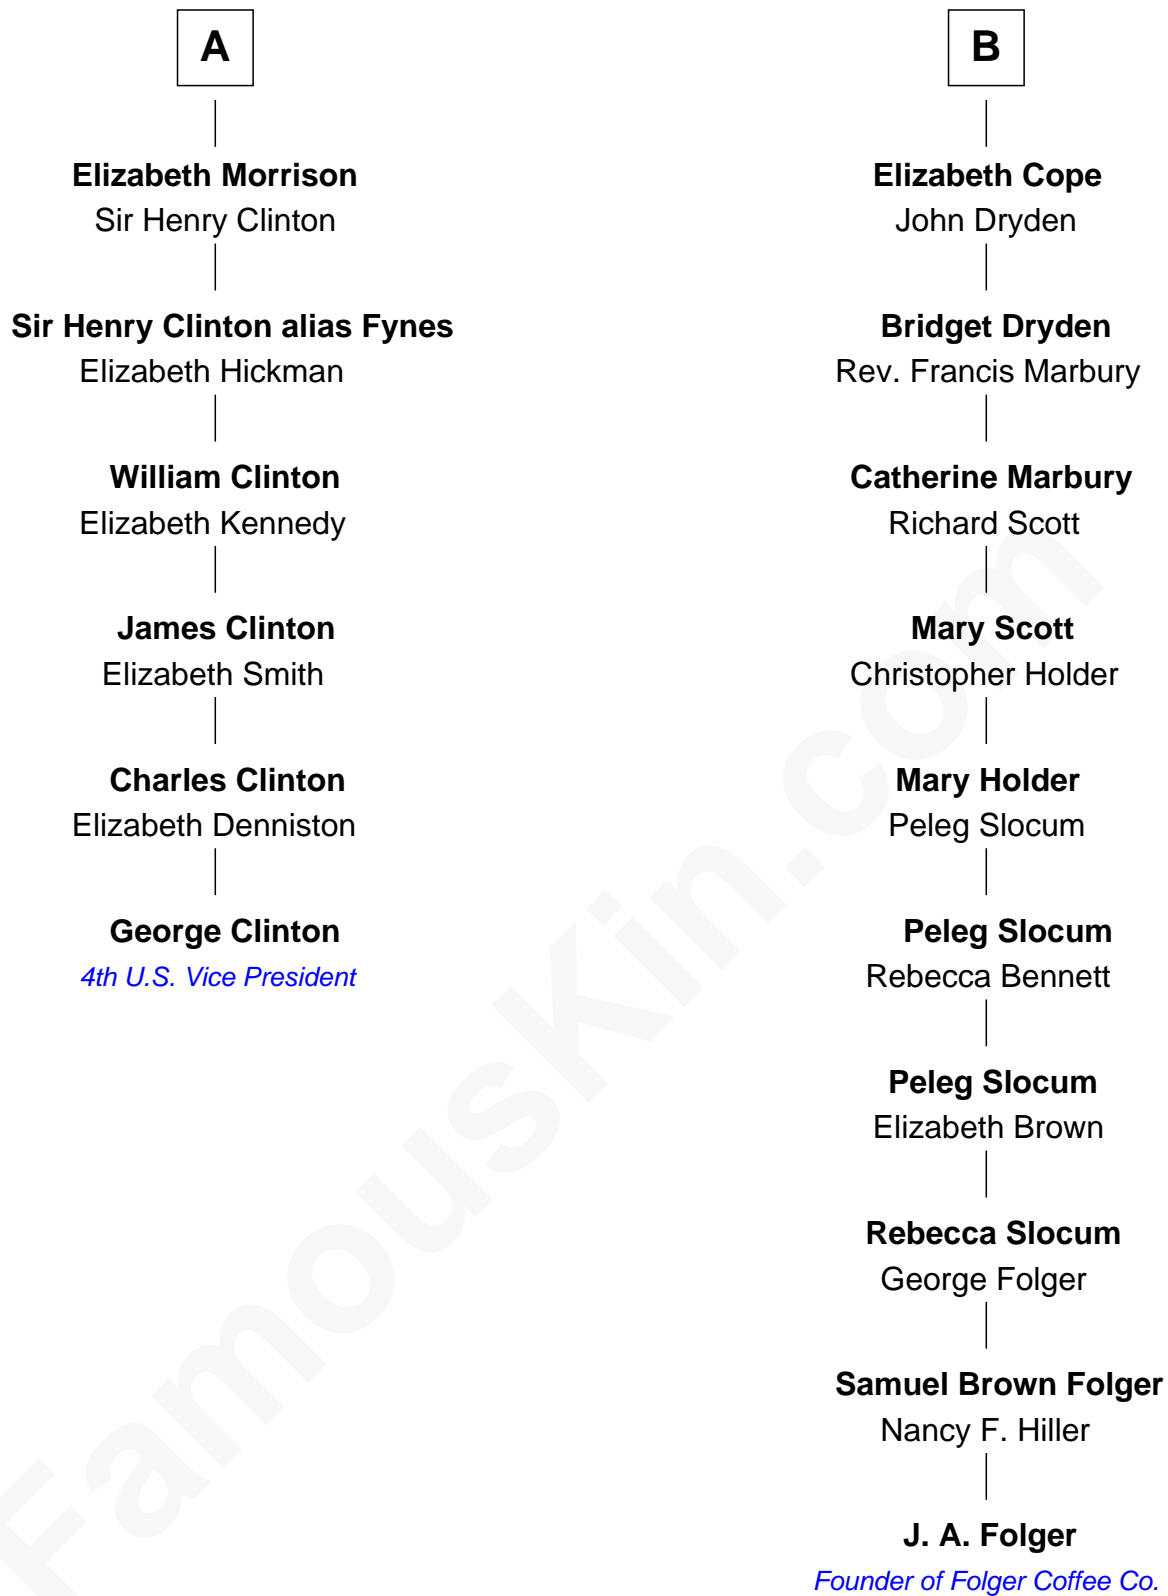 A
Elizabeth Morrison
Sir Henry Clinton
Sir Henry Clinton alias Fynes
Elizabeth Hickman
William Clinton
Elizabeth Kennedy
James Clinton
Elizabeth Smith
Charles Clinton
Elizabeth Denniston
George Clinton
4th U.S. Vice President
B
Elizabeth Cope
John Dryden
Bridget Dryden
Rev. Francis Marbury
Catherine Marbury
Richard Scott
Mary Scott
Christopher Holder
Mary Holder
Peleg Slocum
Peleg Slocum
Rebecca Bennett
Peleg Slocum
Elizabeth Brown
Rebecca Slocum
George Folger
Samuel Brown Folger
Nancy F. Hiller
J. A. Folger
Founder of Folger Coffee Co.
FamousKin.com